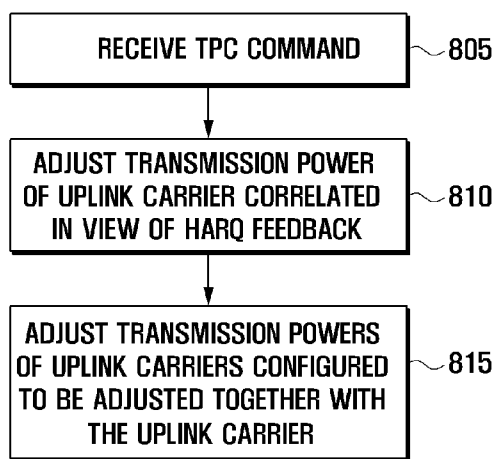 RECEIVE TPC COMMAND
805
ADJUST TRANSMISSION POWER
OF UPLINK CARRIER CORRELATED
IN VIEW OF HARQ FEEDBACK
810
ADJUST TRANSMISSION POWERS
OF UPLINK CARRIERS CONFIGURED
TO BE ADJUSTED TOGETHER WITH
THE UPLINK CARRIER
815